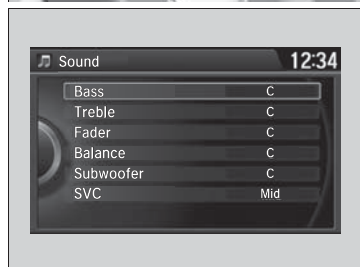 Sound 12:34
Bass C
Treble C
Fader C
Balance C
Subwoofer C
SVC Mid